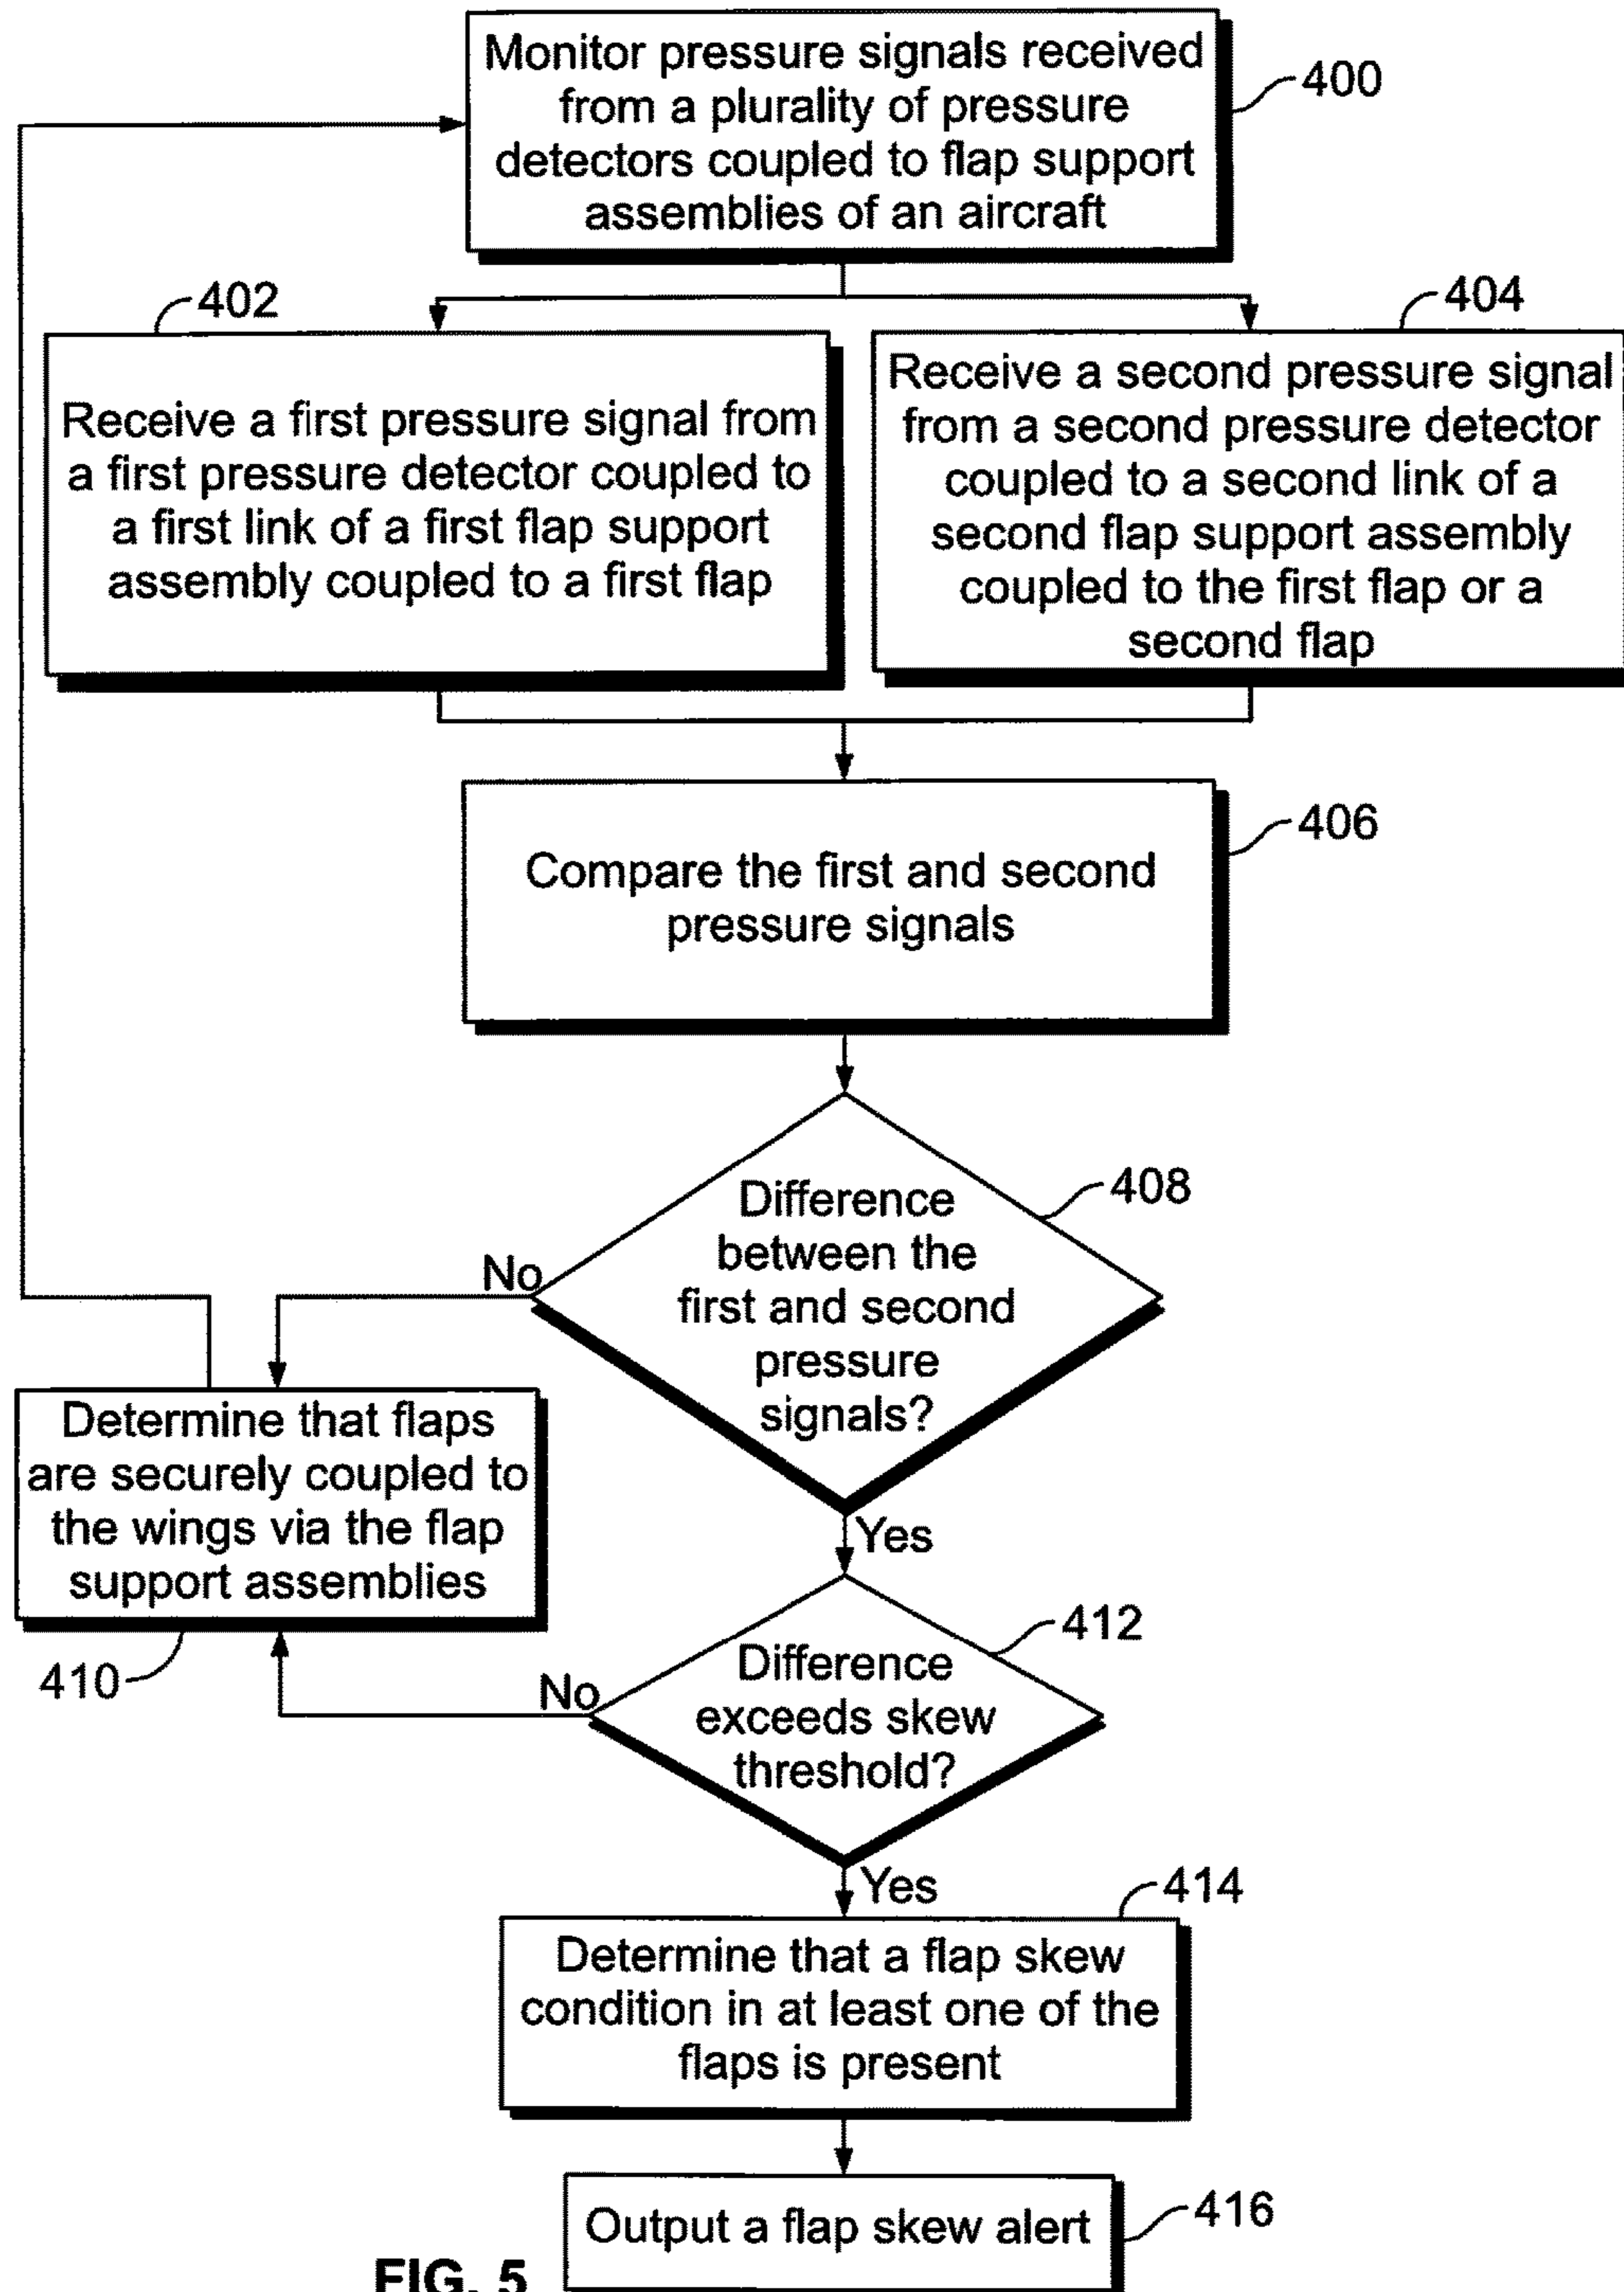 Monitor pressure signals received
from a plurality of pressure
detectors coupled to flap support
assemblies of an aircraft
400
402
Receive a first pressure signal from
a first pressure detector coupled to
a first link of a first flap support
assembly coupled to a first flap
404
Receive a second pressure signal
from a second pressure detector
coupled to a second link of a
second flap support assembly
coupled to the first flap or a
second flap
406
Compare the first and second
pressure signals
408
Difference
between the
first and second
pressure
signals?
No
Yes
Determine that flaps
are securely coupled to
the wings via the flap
support assemblies
410
412
Difference
exceeds skew
threshold?
No
Yes
414
Determine that a flap skew
condition in at least one of the
flaps is present
Output a flap skew alert
416
FIG. 5